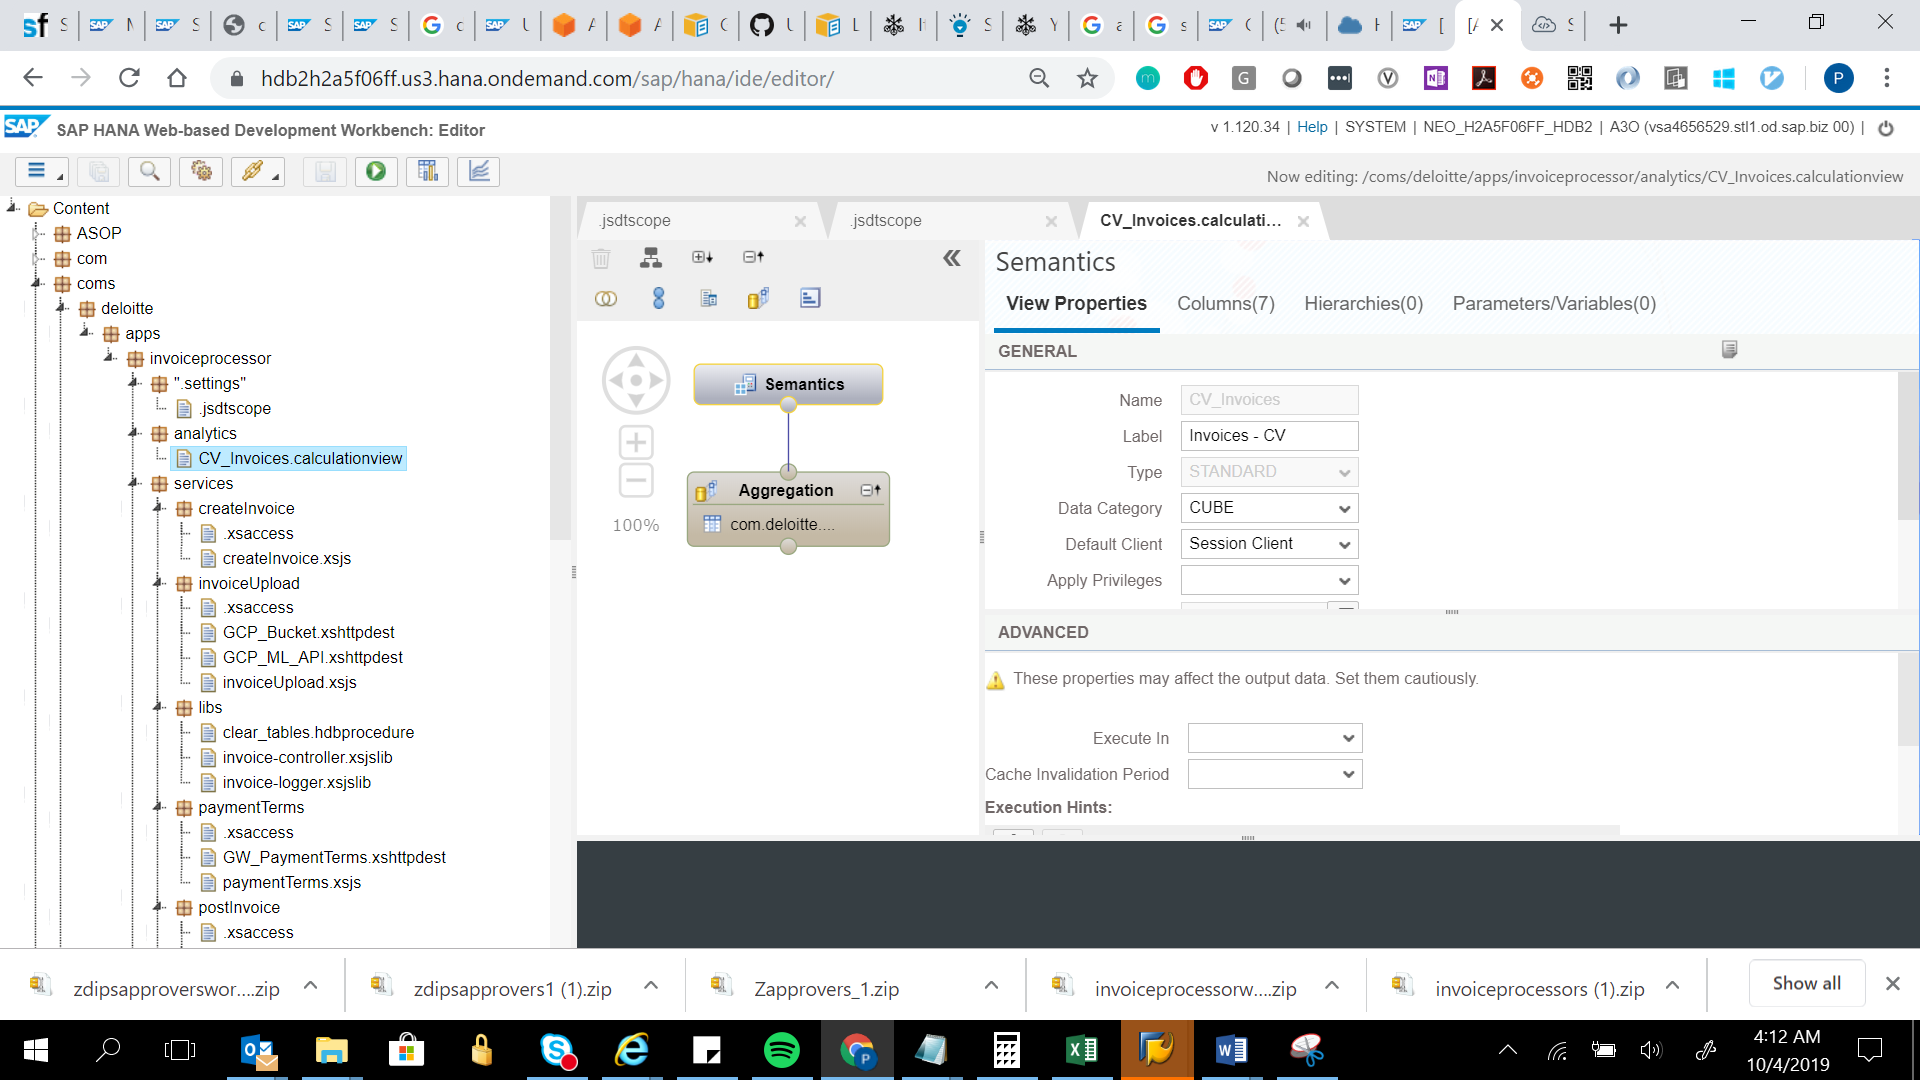 hdb2h2a5f06ff.us3.hana.ondemand.com/sap/hana/ide/editor/
SAP SAP HANA Web-based Development Workbench: Editor
v 1.120.34 | Help | SYSTEM | NEO_H2A5F06FF_HDB2 | A3O (vsa4656529.stl1.od.sap.biz 00) |
Now editing: /coms/deloitte/apps/invoiceprocessor/analytics/CV_Invoices.calculationview
Content
ASOP
com
coms
deloitte
apps
invoiceprocessor
".settings"
.jsdtscope
analytics
CV_Invoices.calculationview
services
createInvoice
.xsaccess
createInvoice.xsjs
invoiceUpload
.xsaccess
GCP_Bucket.xshttpdest
GCP_ML_API.xshttpdest
invoiceUpload.xsjs
libs
clear_tables.hdbprocedure
invoice-controller.xsjslib
invoice-logger.xsjslib
paymentTerms
.xsaccess
GW_PaymentTerms.xshttpdest
paymentTerms.xsjs
postInvoice
.xsaccess
.jsdtscope
.jsdtscope
CV_Invoices.calculati...
Semantics
Aggregation
com.deloitte....
100%
Semantics
View Properties Columns(7) Hierarchies(0) Parameters/Variables(0)
GENERAL
Name CV_Invoices
Label Invoices - CV
Type STANDARD
Data Category CUBE
Default Client Session Client
Apply Privileges
ADVANCED
These properties may affect the output data. Set them cautiously.
Execute In
Cache Invalidation Period
Execution Hints:
zdipsapproverswor....zip
zdipsapprovers1 (1).zip
Zapprovers_1.zip
invoiceprocessorw....zip
invoiceprocessors (1).zip
Show all
4:12 AM
10/4/2019